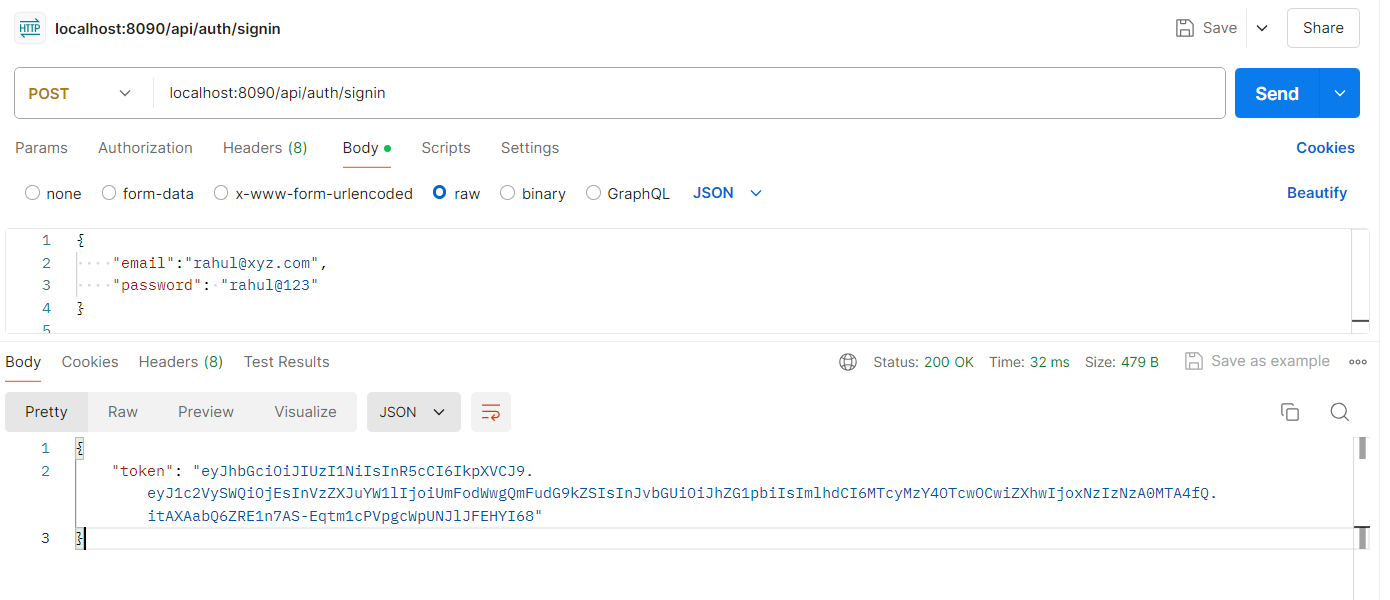 HTTP localhost:8090/api/auth/signin Save Share
POST localhost:8090/api/auth/signin Send
Params Authorization Headers (8) Body Scripts Settings Cookies
none form-data x-www-form-urlencoded raw binary GraphQL JSON Beautify
1 {
2 "email":"rahul@xyz.com",
3 "password": "rahul@123"
4 }
5
Body Cookies Headers (8) Test Results Status: 200 OK Time: 32 ms Size: 479 B Save as example
Pretty Raw Preview Visualize JSON
1 {
2 "token": "eyJhbGciOiJIUzI1NiIsInR5cCI6IkpXVCJ9.
eyJ1c2VySWQiOjEsInVzZXJuYW1lIjoiUmFodWwgQmFudG9kZSIsInJvbGUiOiJhZG1pbiIsImlhdCI6MTcyMzY4OTcwOCwiZXhwIjoxNzIzNzA0MTA4fQ.
itAXAabQ6ZRE1n7AS-Eqtm1cPVpgcWpUNJlJFEHYI68"
3 }